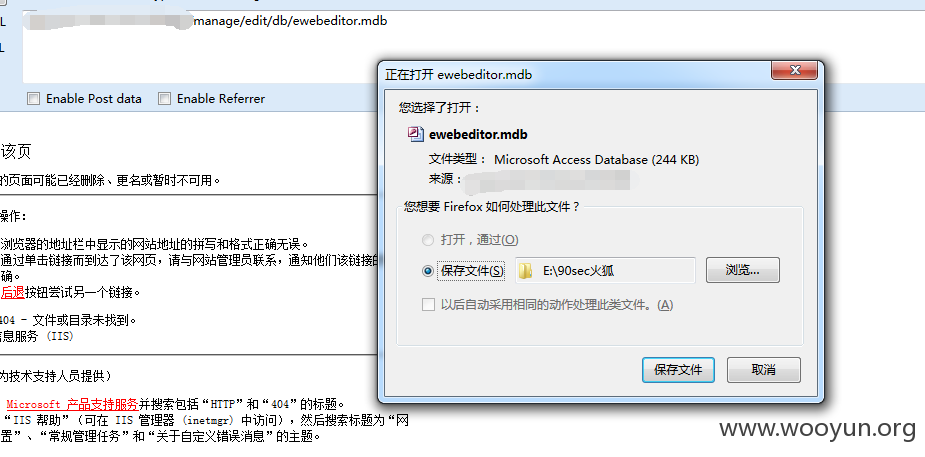 L
manage/edit/db/ewebeditor.mdb
L
Enable Post data
Enable Referrer
正在打开 ewebeditor.mdb
您选择了打开：
ewebeditor.mdb
文件类型： Microsoft Access Database (244 KB)
来源：
您想要 Firefox 如何处理此文件？
打开，通过(O)
保存文件(S)
E:\90sec火狐
浏览...
以后自动采用相同的动作处理此类文件。(A)
保存文件
取消
该页
的页面可能已经删除、更名或暂时不可用。
操作：
浏览器的地址栏中显示的网站地址的拼写和格式正确无误。
通过单击链接而到达了该网页，请与网站管理员联系，通知他们该链接的
确。
后退按钮尝试另一个链接。
404 - 文件或目录未找到。
信息服务 (IIS)
为技术支持人员提供）
Microsoft 产品支持服务并搜索包括“HTTP”和“404”的标题。
“IIS 帮助”（可在 IIS 管理器 (inetmgr) 中访问），然后搜索标题为“网
置”、“常规管理任务”和“关于自定义错误消息”的主题。
www.wooyun.org